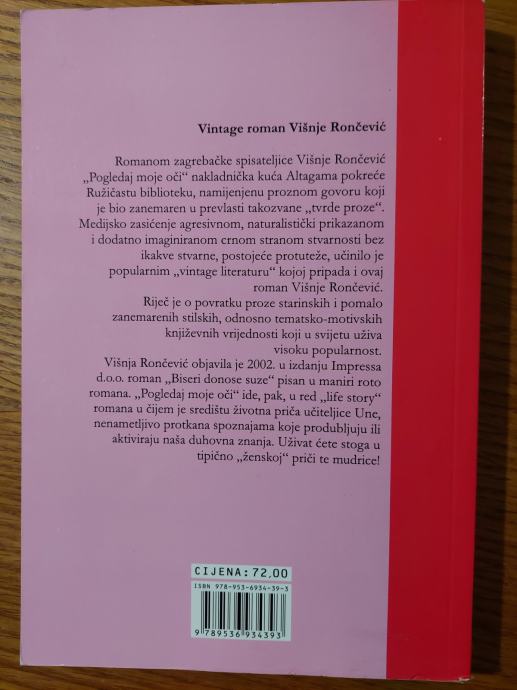 Vintage roman Višnje Rončević
Romanom zagrebačke spisateljice Višnje Rončević
„Pogledaj moje oči“ nakladnička kuća Altagama pokreće
Ružičastu biblioteku, namijenjenu proznom govoru koji
je bio zanemaren u prevlasti takozvane „tvrde proze“.
Medijsko zasićenje agresivnom, naturalistički prikazanom
i dodatno imaginiranom crnom stranom stvarnosti bez
ikakve stvarne, postojeće protuteže, učinilo je
popularnim „vintage literaturu“ kojoj pripada i ovaj
roman Višnje Rončević.
Riječ je o povratku proze starinskih i pomalo
zanemarenih stilskih, odnosno tematsko-motivskih
književnih vrijednosti koji u svijetu uživa
visoku popularnost.
Višnja Rončević objavila je 2002. u izdanju Impressa
d.o.o. roman „Biseri donose suze“ pisan u maniri roto
romana. „Pogledaj moje oči“ ide, pak, u red „life story“
romana u čijem je središtu životna priča učiteljice Une,
nenametljivo protkana spoznajama koje produbljuju ili
aktiviraju naša duhovna znanja. Uživat ćete stoga u
tipično „ženskoj“ priči te mudrice!
CIJENA: 72,00
ISBN 978-953-6934-39-3
9 789536 934393